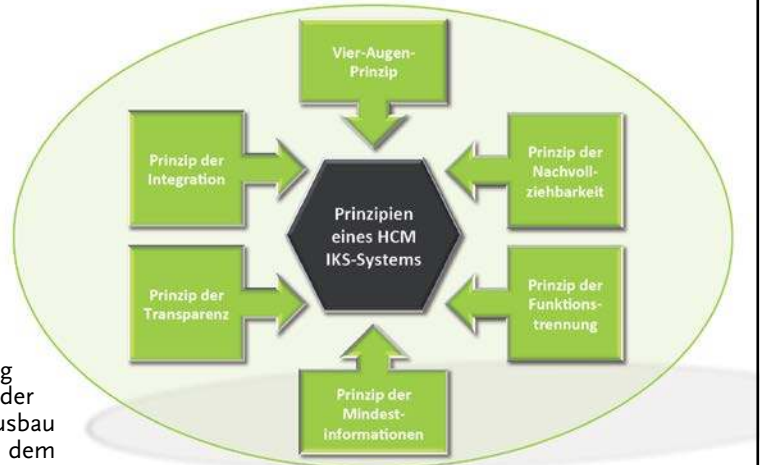 Vier-Augen-
Prinzip
Prinzip der
Integration
Prinzip der
Nachvoll-
ziehbarkeit
Prinzipien
eines HCM
IKS-Systems
Prinzip der
Transparenz
Prinzip der
Funktions-
trennung
Prinzip der
Mindest-
informationen
g
der
usbau
dem